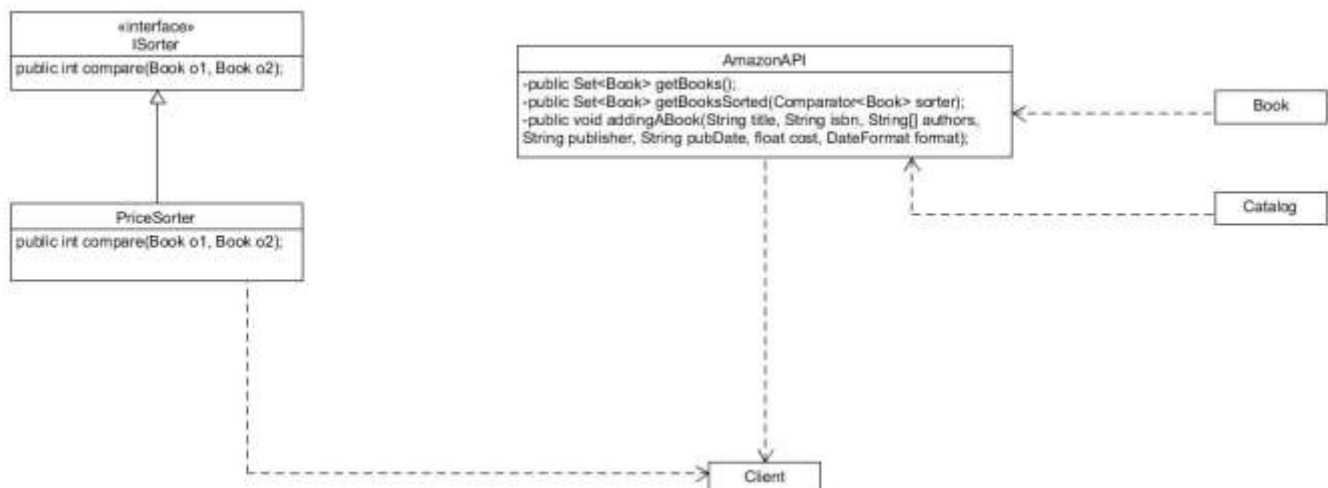 «interface»
ISorter
public int compare(Book o1, Book o2);
AmazonAPI
-public Set<Book> getBooks();
-public Set<Book> getBooksSorted(Comparator<Book> sorter);
-public void addingABook(String title, String isbn, String[] authors,
String publisher, String pubDate, float cost, DateFormat format);
Book
PriceSorter
public int compare(Book o1, Book o2);
Catalog
Client